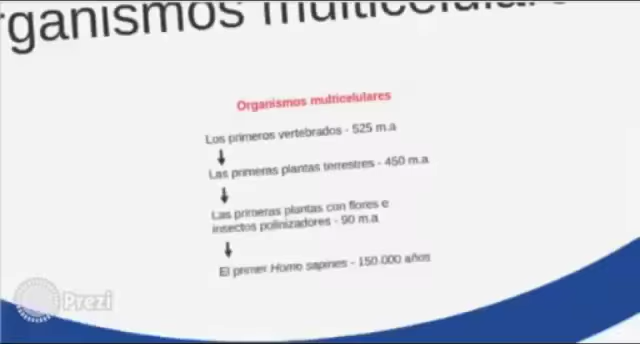 Organismos multicelulares
Organismos multicelulares
Los primeros vertebrados - 525 m.a
Las primeras plantas terrestres - 450 m.a
Las primeras plantas con flores e
insectos polinizadores - 90 m.a
El primer Homo sapines - 150.000 años
Prezi